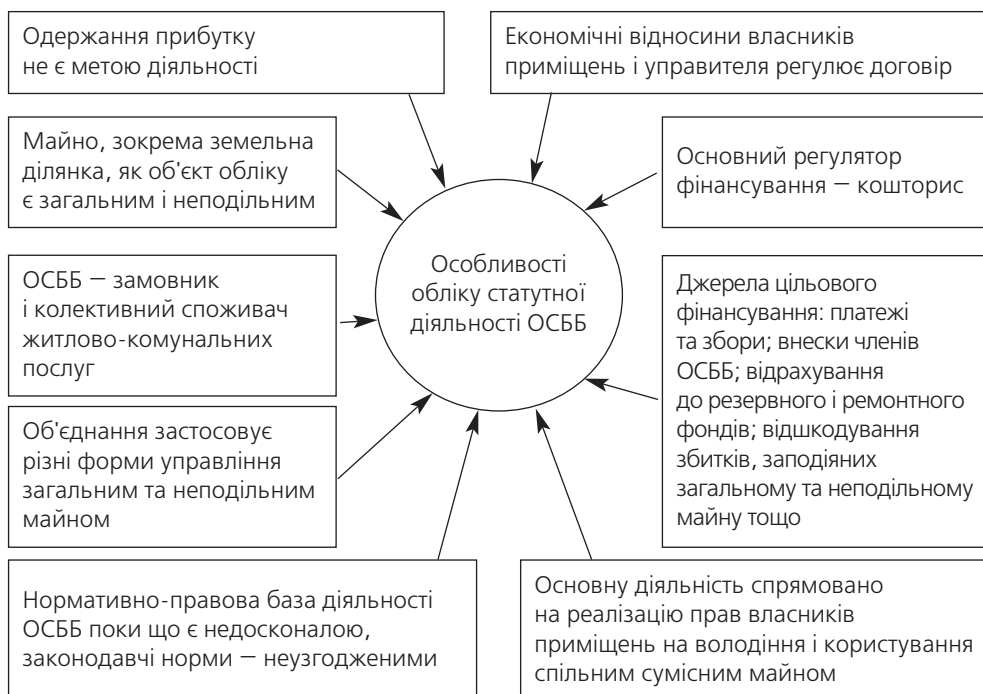 Одержання прибутку
не є метою діяльності
Економічні відносини власників
приміщень і управителя регулює договір
Майно, зокрема земельна
ділянка, як об'єкт обліку
є загальним і неподільним
Основний регулятор
фінансування — кошторис
Особливості
обліку статутної
діяльності ОСББ
ОСББ — замовник
і колективний споживач
житлово-комунальних
послуг
Джерела цільового
фінансування: платежі
та збори; внески членів
ОСББ; відрахування
до резервного і ремонтного
фондів; відшкодування
збитків, заподіяних
загальному та неподільному
майну тощо
Об'єднання застосовує
різні форми управління
загальним та неподільним
майном
Нормативно-правова база діяльності
ОСББ поки що є недосконалою,
законодавчі норми — неузгодженими
Основну діяльність спрямовано
на реалізацію прав власників
приміщень на володіння і користування
спільним сумісним майном